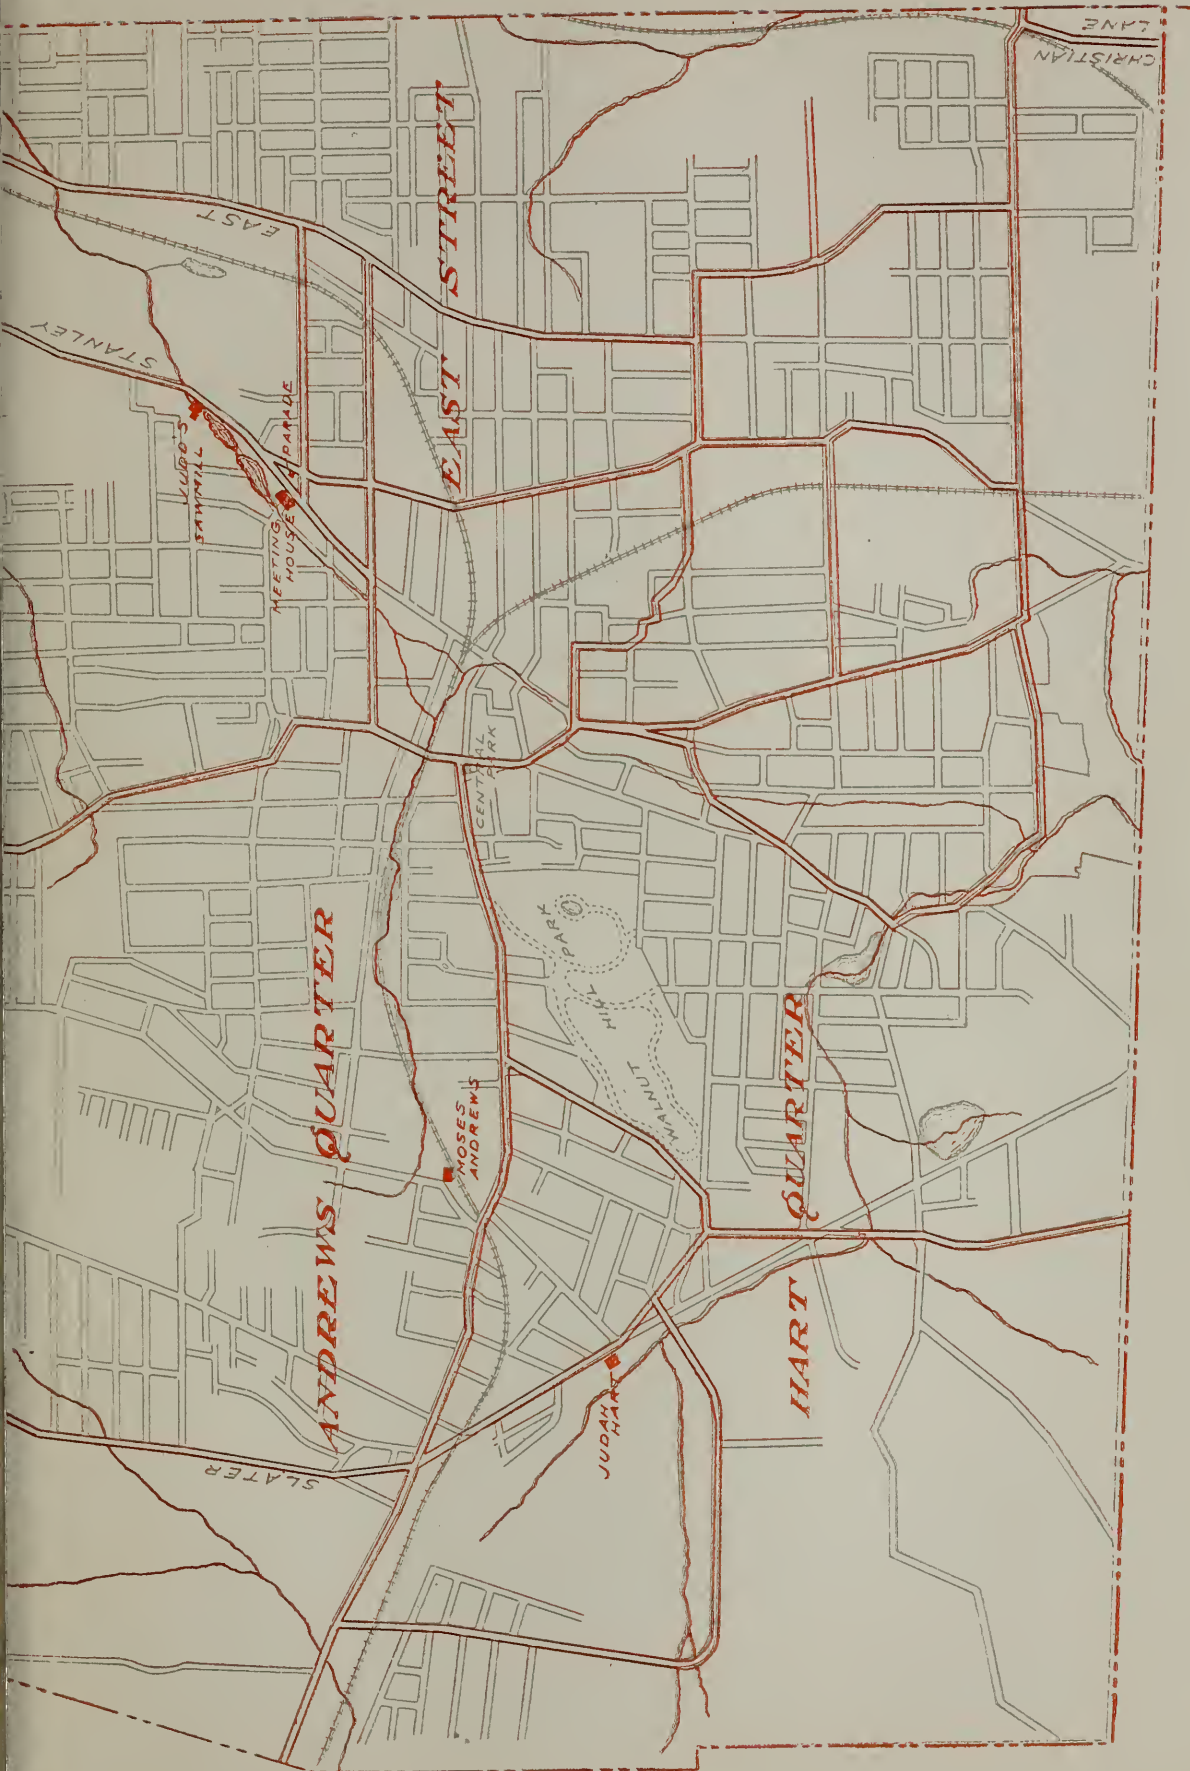 CHRISTIAN
LANE
EAST STREET
EAST
STANLEY
JUDD'S
SAWMILL
PARADE
MEETING
HOUSE
CENTRAL
PARK
WALNUT HILL PARK
ANDREWS QUARTER
HART QUARTER
MOSES
ANDREWS
JUDAH
HART
SLATER